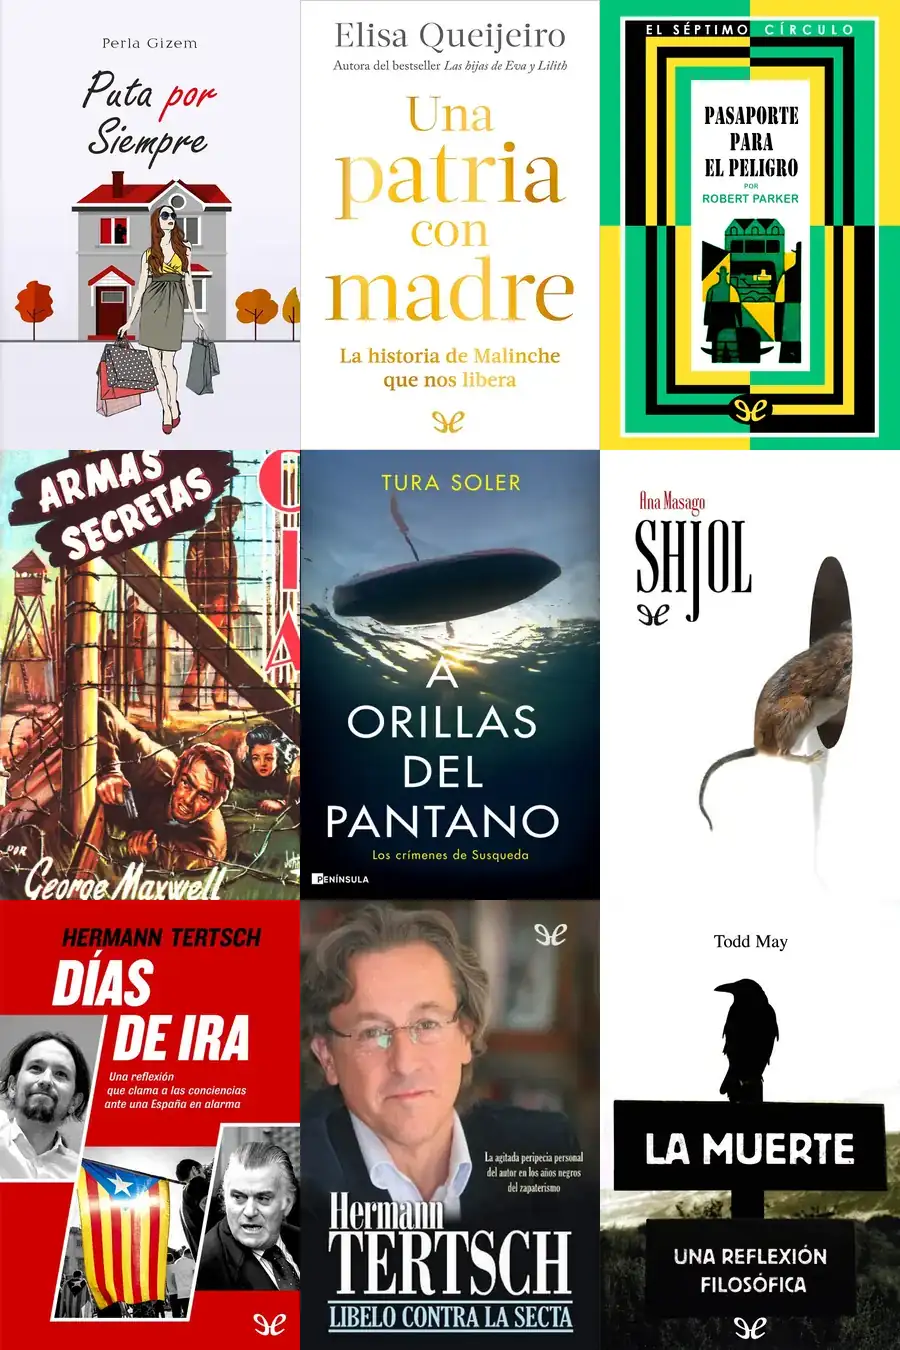 Perla Gizem
Puta por
Siempre
Elisa Queijeiro
Autora del bestseller Las hijas de Eva y Lilith
Una
patria
con
madre
La historia de Malinche
que nos libera
EL SÉPTIMO CÍRCULO
PASAPORTE
PARA
EL PELIGRO
POR
ROBERT PARKER
ARMAS
SECRETAS
CIA
POR
George Maxwell
TURA SOLER
A
ORILLAS
DEL
PANTANO
Los crímenes de Susqueda
PENÍNSULA
Ana Masago
SHJOL
HERMANN TERTSCH
DÍAS
DE IRA
Una reflexión
que clama a las conciencias
ante una España en alarma
La agitada peripecia personal
del autor en los años negros
del zapaterismo
Hermann
TERTSCH
LIBELO CONTRA LA SECTA
Todd May
LA MUERTE
UNA REFLEXIÓN
FILOSÓFICA